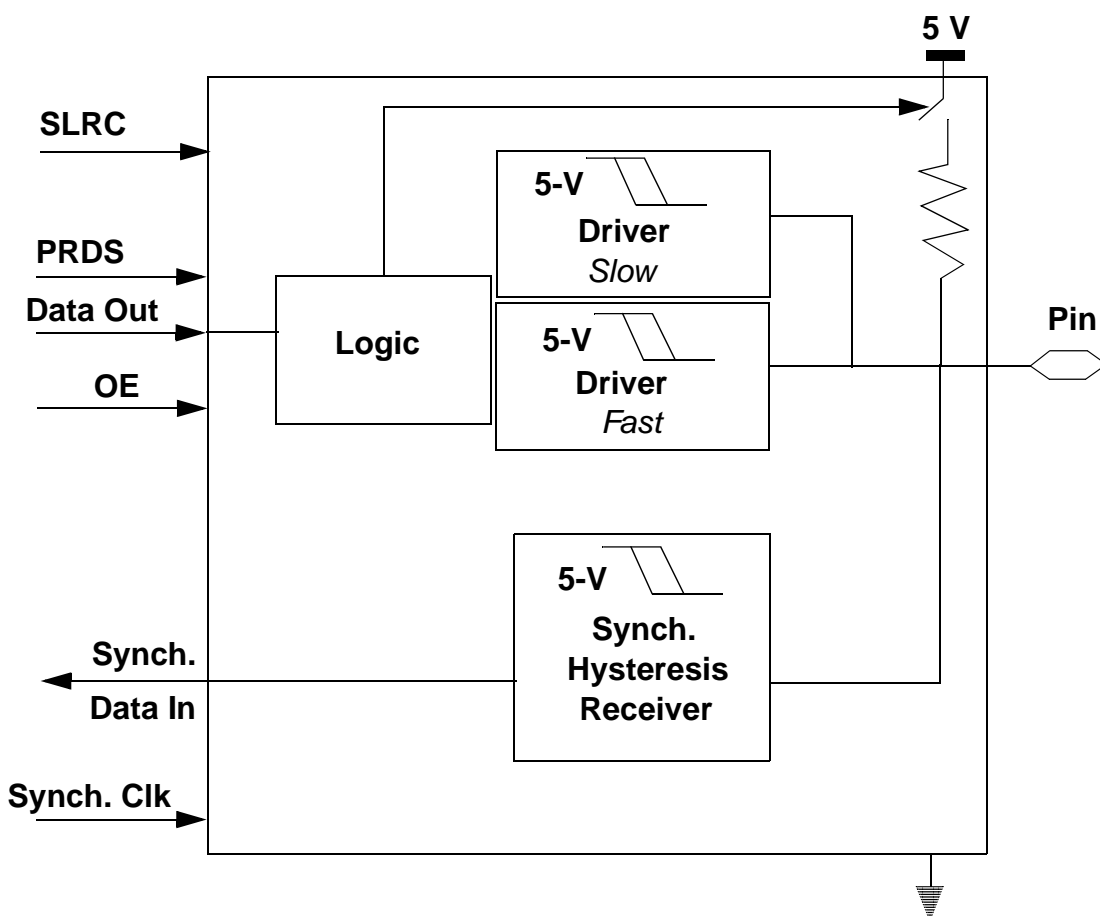 5 V
SLRC
5-V
Driver
Slow
PRDS
Data Out
Logic
5-V
Driver
Fast
Pin
OE
5-V
Synch.
Hysteresis
Receiver
Synch.
Data In
Synch. Clk